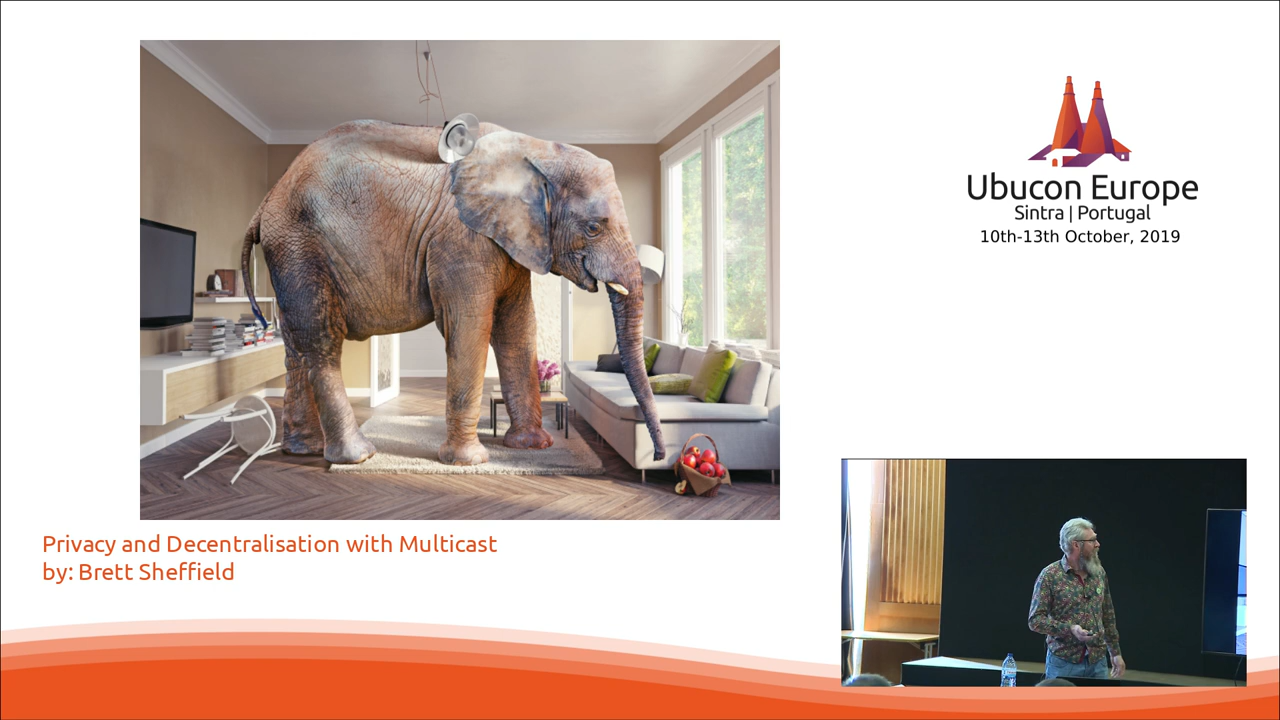 Ubucon Europe
Sintra | Portugal
10th-13th October, 2019
Privacy and Decentralisation with Multicast
by: Brett Sheffield